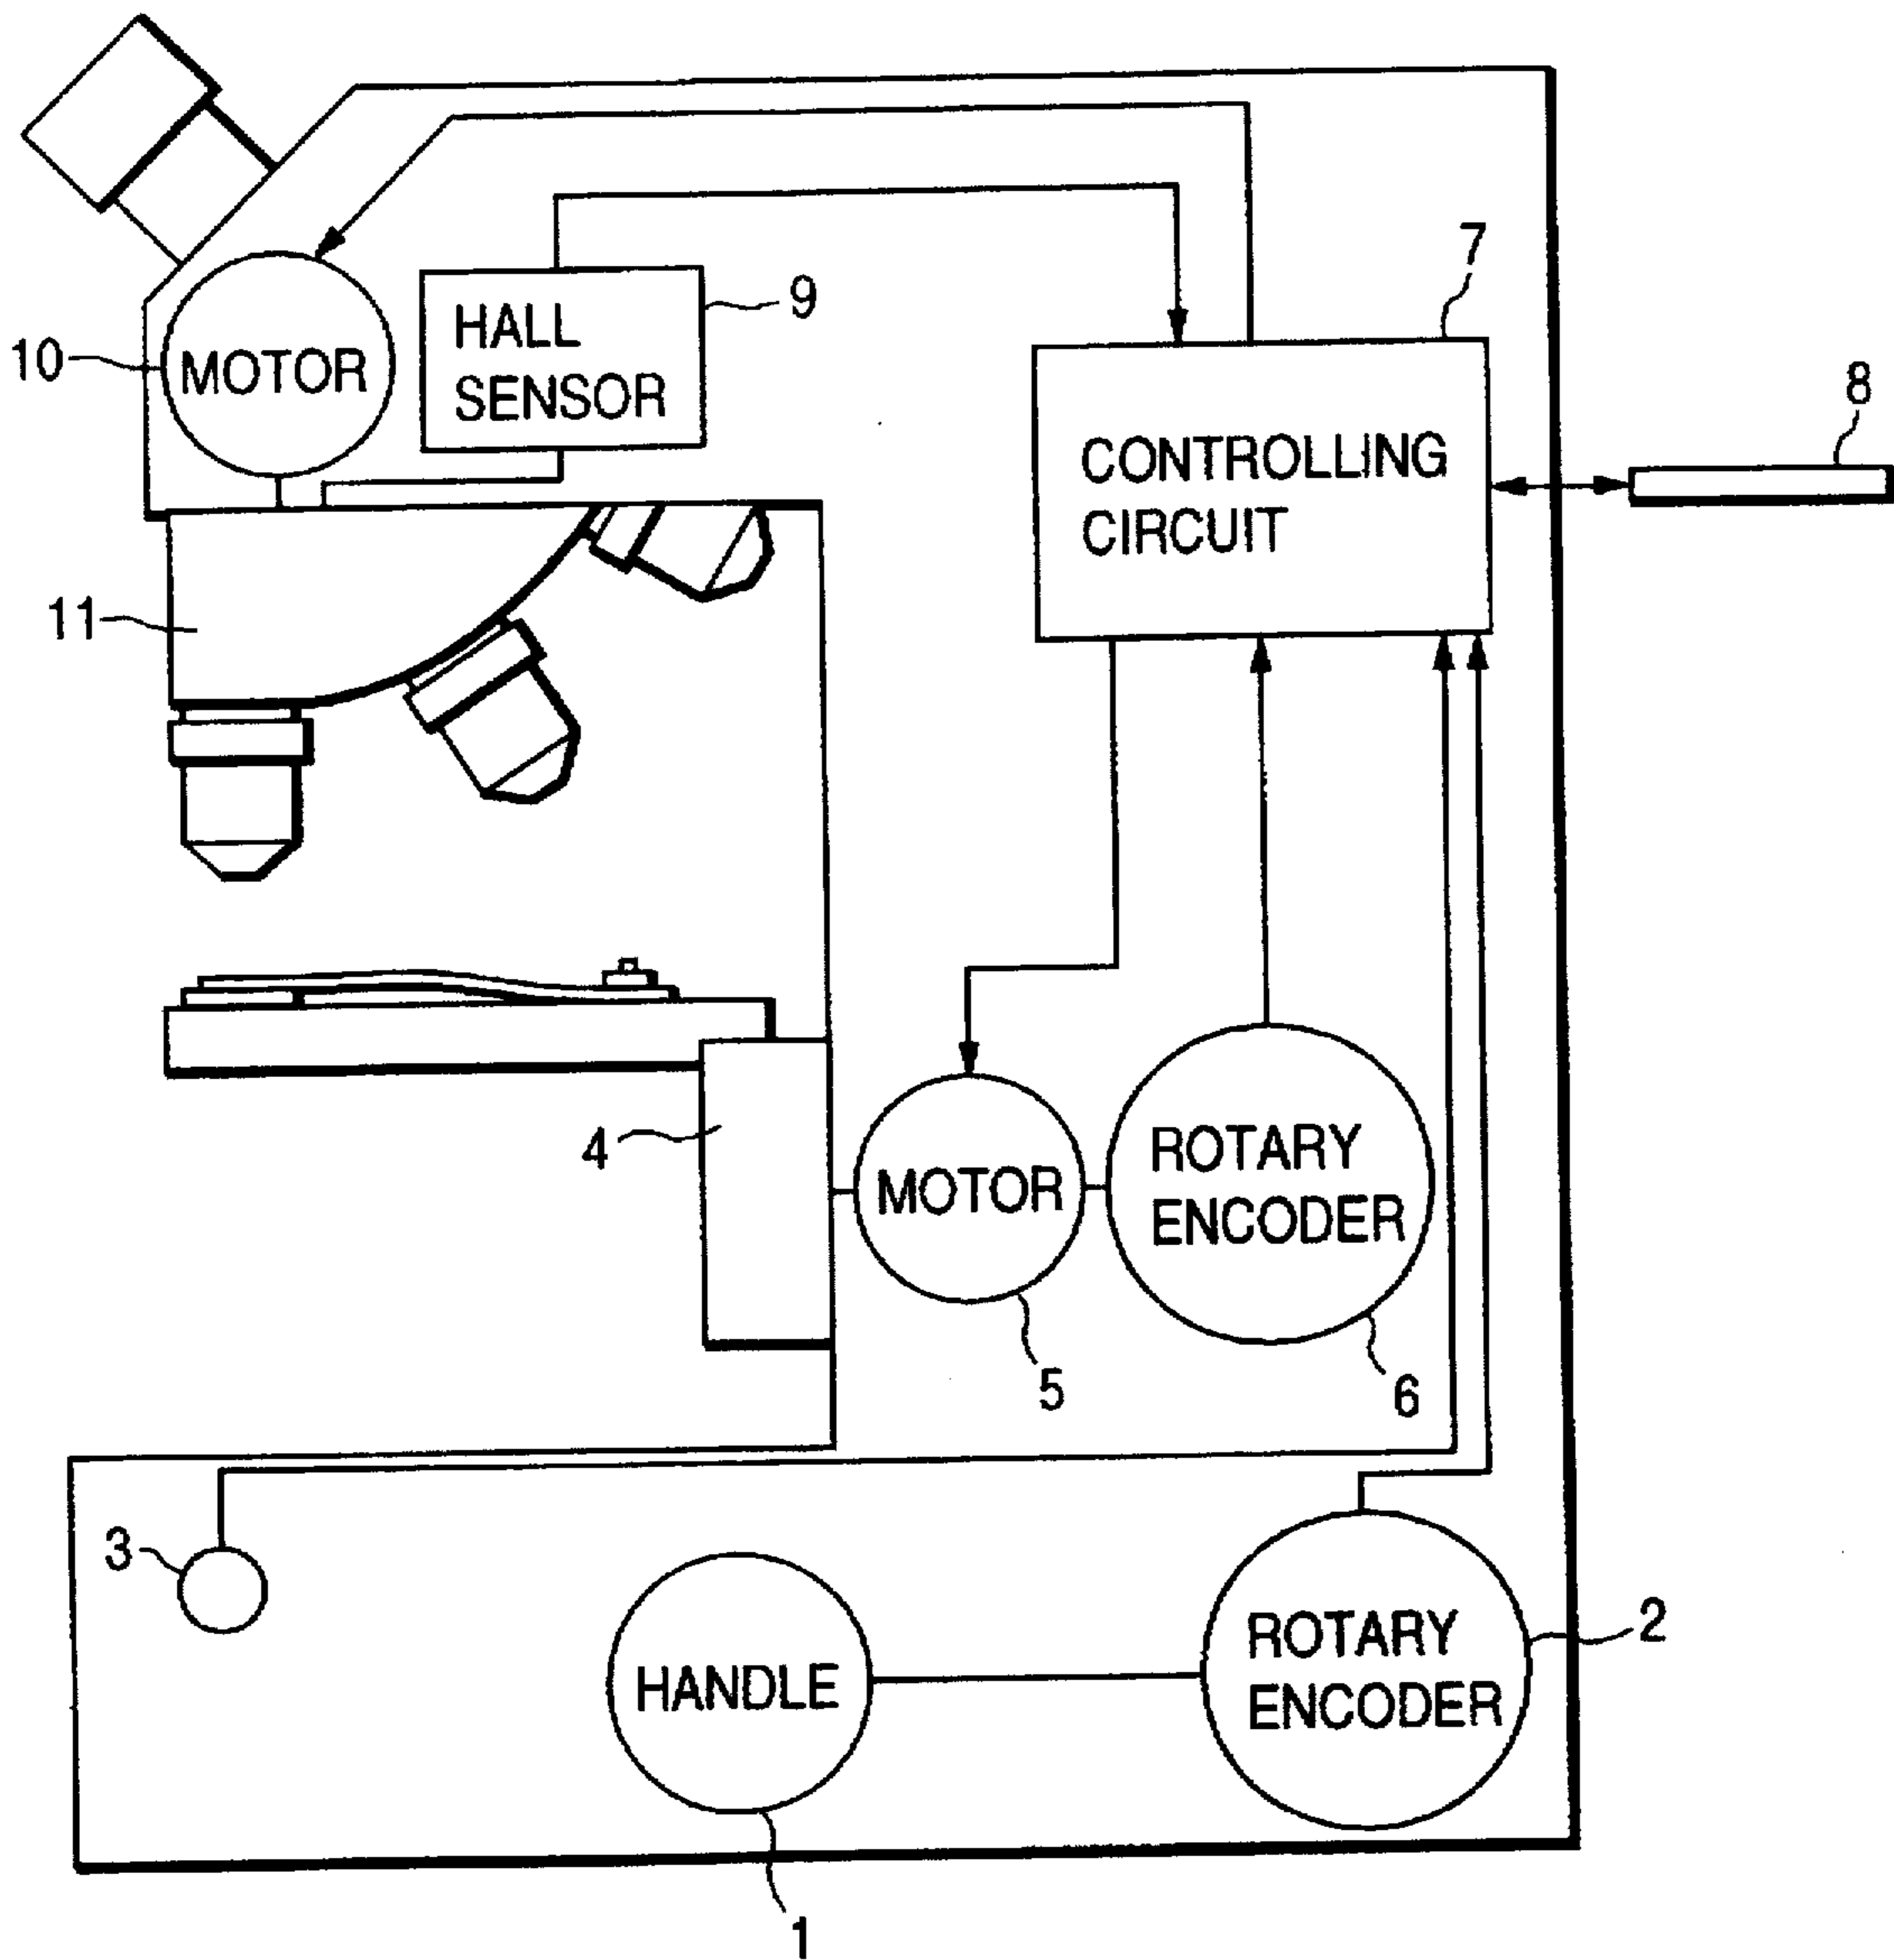 7
9
HALL
SENSOR
10
MOTOR
8
CONTROLLING
CIRCUIT
11
4
MOTOR
ROTARY
ENCODER
5
6
3
HANDLE
ROTARY
ENCODER
2
1